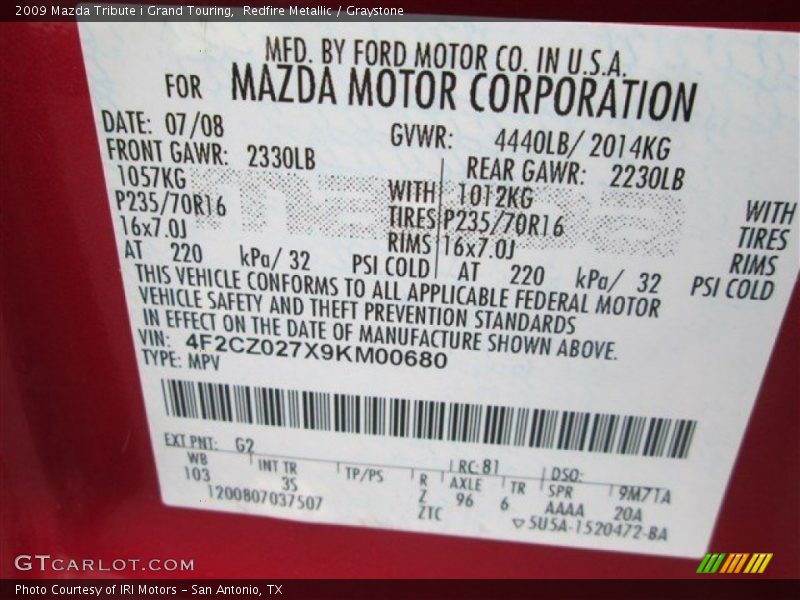 2009 Mazda Tribute i Grand Touring,  Redfire Metallic / Graystone
MFD. BY FORD MOTOR CO. IN U.S.A.
FOR MAZDA MOTOR CORPORATION
DATE: 07/08 GVWR: 4440LB/ 2014KG
FRONT GAWR: 2330LB REAR GAWR: 2230LB
1057KG WITH 1012KG WITH
P235/70R16 TIRES P235/70R16 TIRES
16x7.0J RIMS 16x7.0J RIMS
AT 220 kPa/ 32 PSI COLD AT 220 kPa/ 32 PSI COLD
THIS VEHICLE CONFORMS TO ALL APPLICABLE FEDERAL MOTOR
VEHICLE SAFETY AND THEFT PREVENTION STANDARDS
IN EFFECT ON THE DATE OF MANUFACTURE SHOWN ABOVE.
VIN: 4F2CZ027X9KM00680
TYPE: MPV
EXT PNT: G2 RC: 81 DSO:
WB INT TR TP/PS R AXLE TR SPR 9M71A
103 3S Z 96 6 AAAA 20A
1200807037507 ZTC 5U5A-1520472-BA
GTCARLOT.COM
Photo Courtesy of IRI Motors – San Antonio, TX